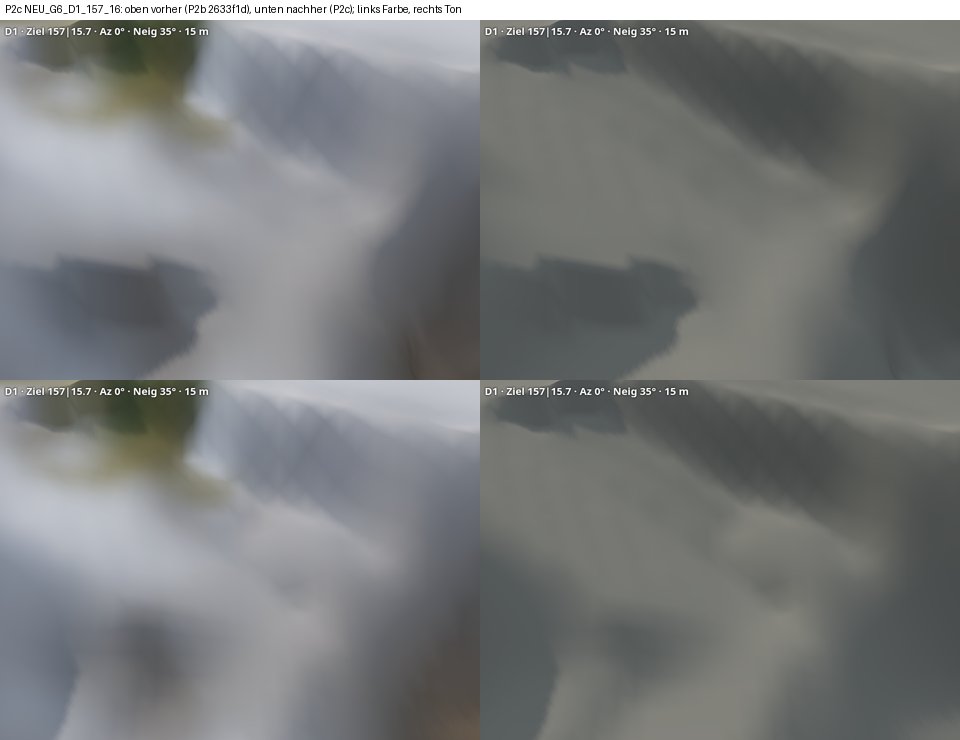 P2c NEU_G6_D1_157_16: oben vorher (P2b 2633f1d), unten nachher (P2c); links Farbe, rechts Ton
D1 · Ziel 157|15.7 · Az 0° · Neig 35° · 15 m
D1 · Ziel 157|15.7 · Az 0° · Neig 35° · 15 m
D1 · Ziel 157|15.7 · Az 0° · Neig 35° · 15 m
D1 · Ziel 157|15.7 · Az 0° · Neig 35° · 15 m